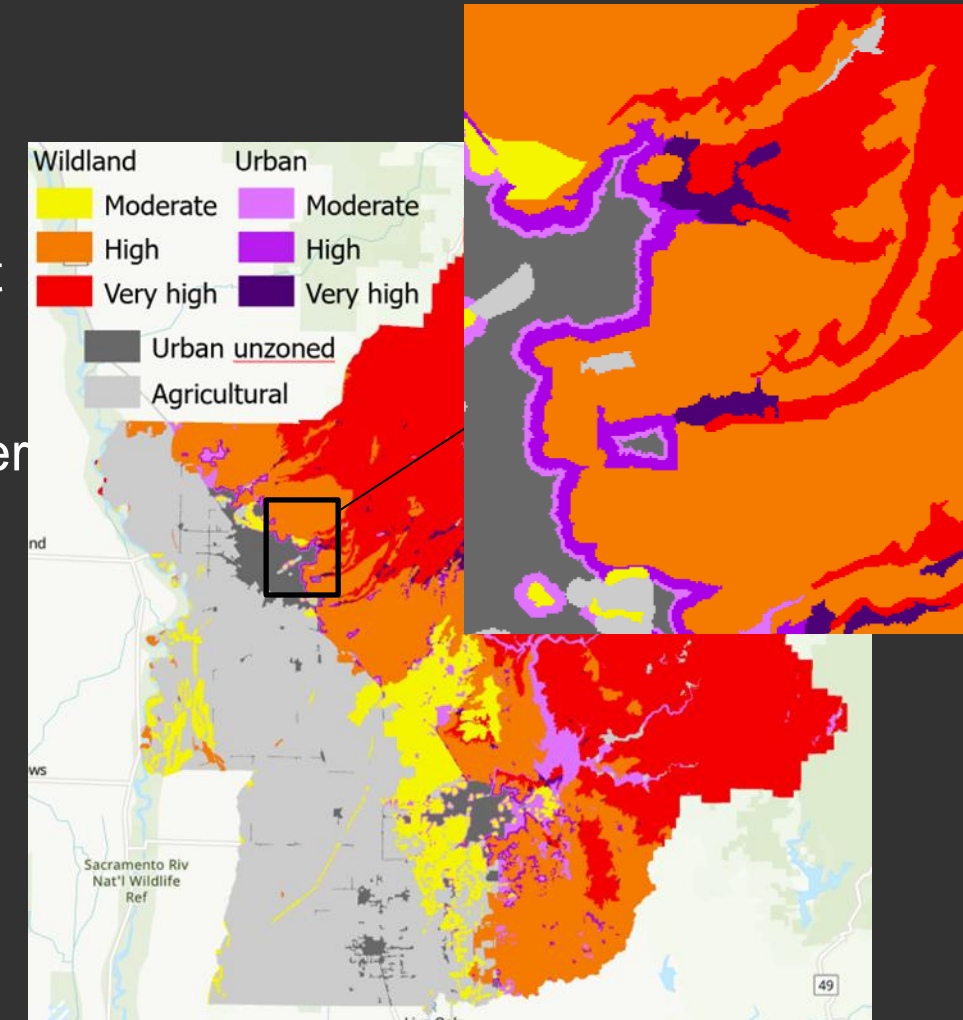 Wildland
Urban
Moderate
Moderate
High
High
Very high
Very high
Urban unzoned
Agricultural
Sacramento Riv
Nat'l Wildlife
Ref
49